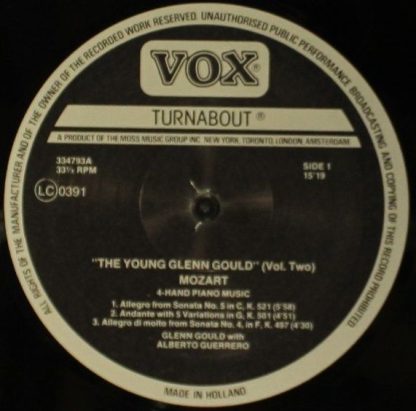 ALL RIGHTS OF THE MANUFACTURER AND OF THE OWNER OF THE RECORDED WORK RESERVED. UNAUTHORISED PUBLIC PERFORMANCE BROADCASTING AND COPYING OF THIS RECORD PROHIBITED
VOX®
TURNABOUT®
A PRODUCT OF THE MOSS MUSIC GROUP INC. NEW YORK, TORONTO, LONDON, AMSTERDAM.
334793A
33⅓ RPM
SIDE 1
15'19
LC 0391
"THE YOUNG GLENN GOULD" (Vol. Two)
MOZART
4-HAND PIANO MUSIC
1. Allegro from Sonata No. 5 in C, K. 521 (5'58)
2. Andante with 5 Variations in G, K. 501 (4'51)
3. Allegro di molto from Sonata No. 4, in F, K. 497 (4'30)
GLENN GOULD with
ALBERTO GUERRERO
MADE IN HOLLAND